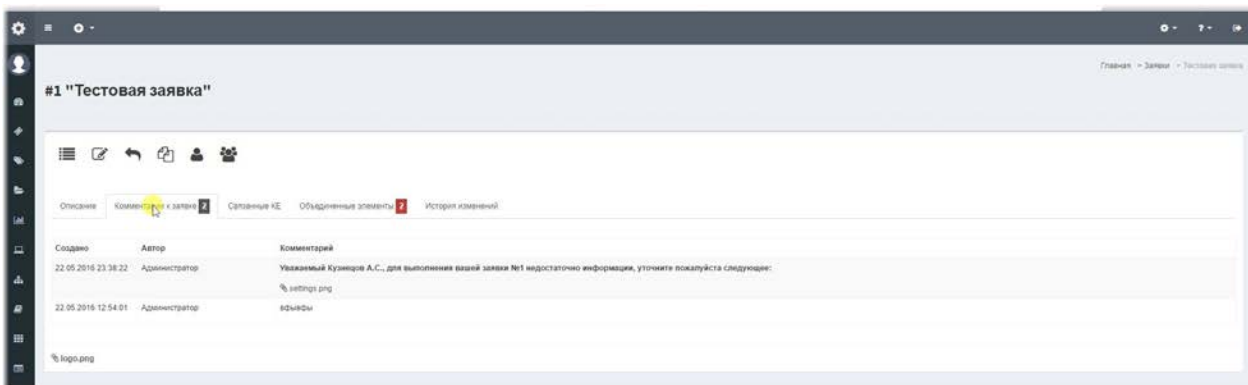 Главная > Заявки > Тестовая заявка
#1 "Тестовая заявка"
Описание Комментарии к заявке 2 Связанные КЕ Объединенные элементы 2 История изменений
Создано Автор Комментарий
22.05.2016 23:38:22 Администратор Уважаемый Кузнецов А.С., для выполнения вашей заявки №1 недостаточно информации, уточните пожалуйста следующее:
settings.png
22.05.2016 12:54:01 Администратор вфывфы
logo.png